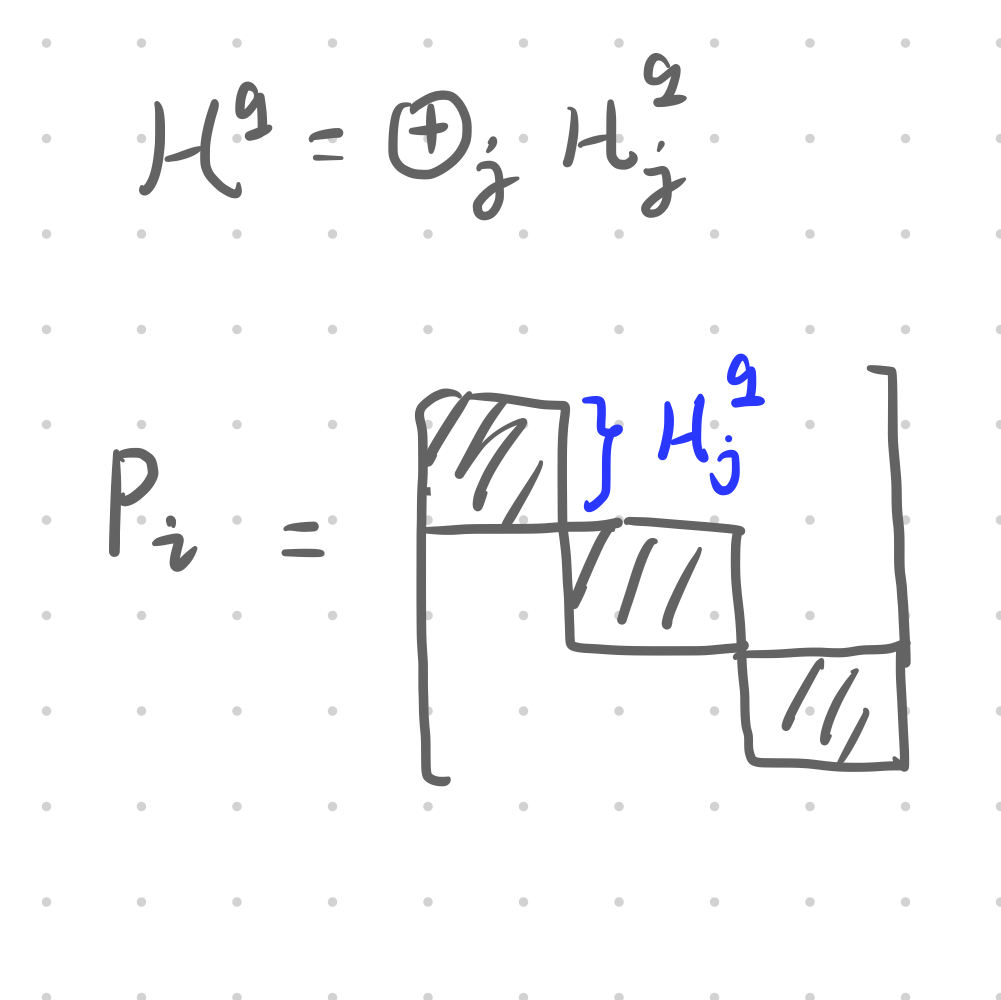 H^q = ⊕_j H_j^q
} H_j^q
P_i =